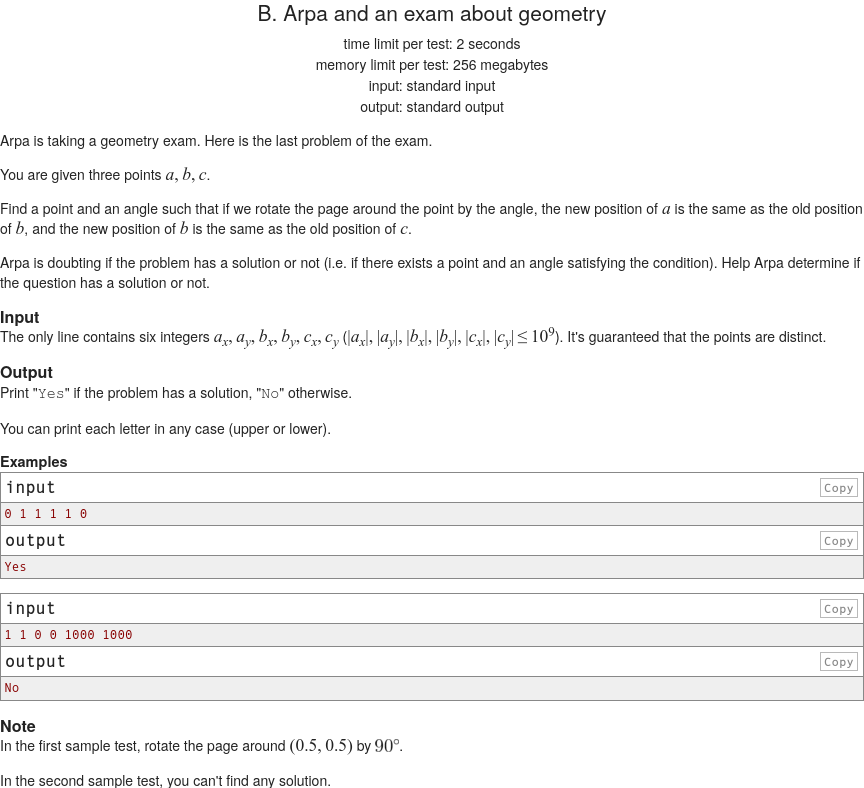 B. Arpa and an exam about geometry
time limit per test: 2 seconds
memory limit per test: 256 megabytes
input: standard input
output: standard output
Arpa is taking a geometry exam. Here is the last problem of the exam.
You are given three points a, b, c.
Find a point and an angle such that if we rotate the page around the point by the angle, the new position of a is the same as the old position
of b, and the new position of b is the same as the old position of c.
Arpa is doubting if the problem has a solution or not (i.e. if there exists a point and an angle satisfying the condition). Help Arpa determine if
the question has a solution or not.
Input
The only line contains six integers a_x, a_y, b_x, b_y, c_x, c_y (|a_x|, |a_y|, |b_x|, |b_y|, |c_x|, |c_y| ≤ 10^9). It's guaranteed that the points are distinct.
Output
Print "Yes" if the problem has a solution, "No" otherwise.
You can print each letter in any case (upper or lower).
Examples
input Copy
0 1 1 1 1 0
output Copy
Yes
input Copy
1 1 0 0 1000 1000
output Copy
No
Note
In the first sample test, rotate the page around (0.5, 0.5) by 90°.
In the second sample test, you can't find any solution.